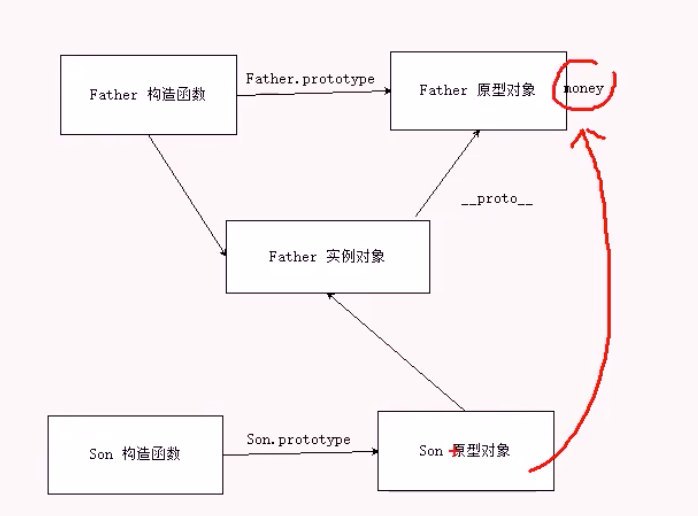 Father.prototype
Father 构造函数
Father 原型对象
money
__proto__
Father 实例对象
Son.prototype
Son 构造函数
Son 原型对象